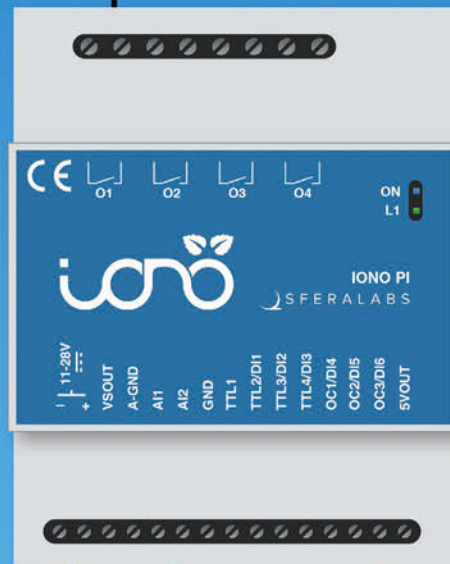 CE
O1 O2 O3 O4
ON
L1
iono
IONO PI
SFERALABS
- + 11-28V
VSOUT
A-GND
AI1
AI2
GND
TTL1
TTL2/DI1
TTL3/DI2
TTL4/DI3
OC1/DI4
OC2/DI5
OC3/DI6
5VOUT